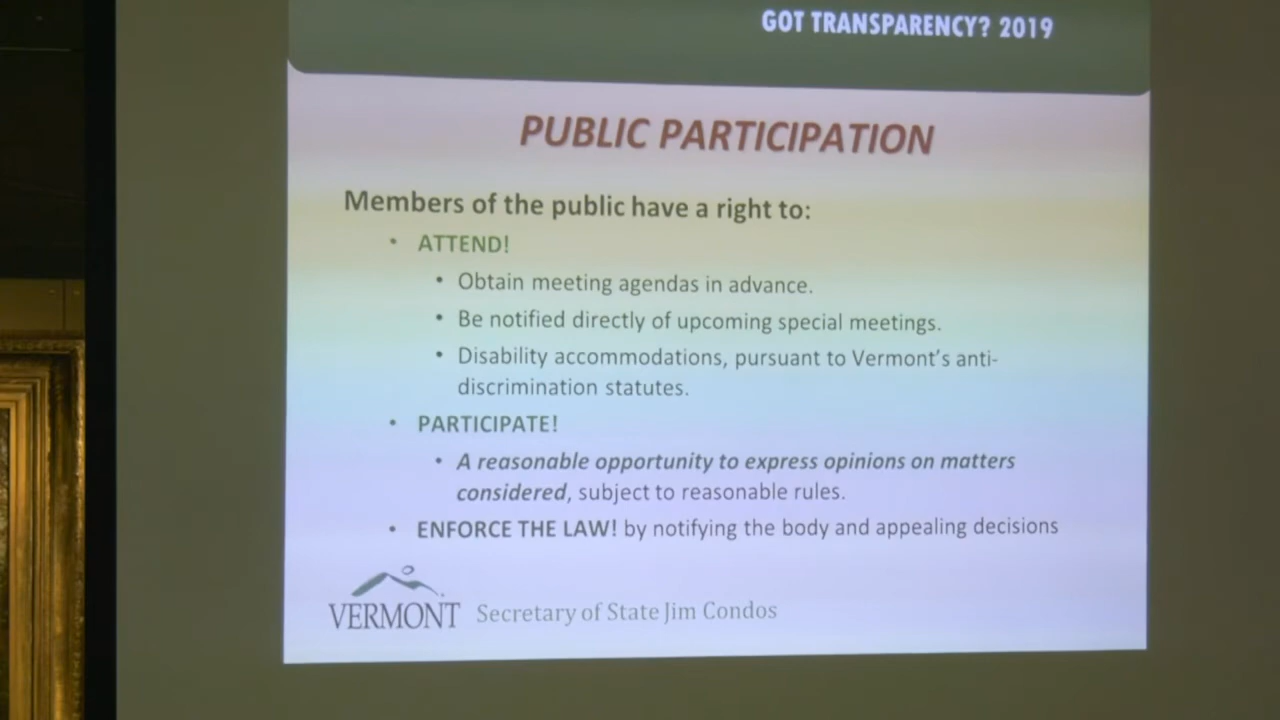 GOT TRANSPARENCY? 2019
PUBLIC PARTICIPATION
Members of the public have a right to:
• ATTEND!
• Obtain meeting agendas in advance.
• Be notified directly of upcoming special meetings.
• Disability accommodations, pursuant to Vermont's anti-
discrimination statutes.
• PARTICIPATE!
• A reasonable opportunity to express opinions on matters
considered, subject to reasonable rules.
• ENFORCE THE LAW! by notifying the body and appealing decisions
VERMONT Secretary of State Jim Condos